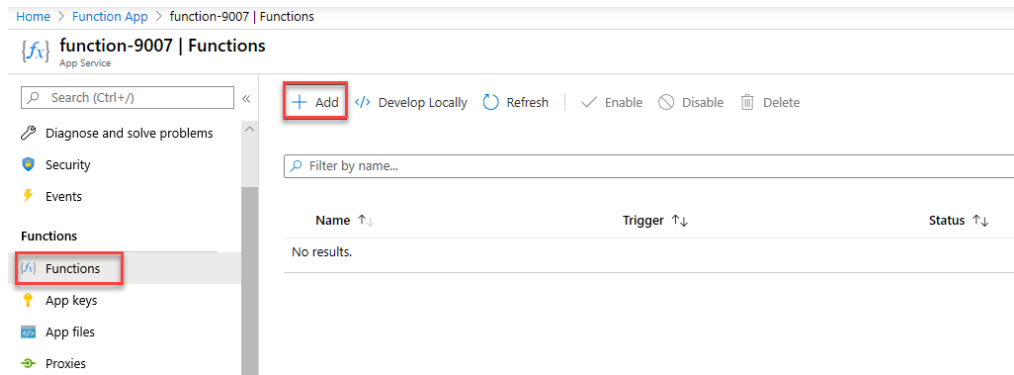 Home > Function App > function-9007 | Functions
{fx} function-9007 | Functions
App Service
Search (Ctrl+/) «
+ Add </> Develop Locally Refresh Enable Disable Delete
Diagnose and solve problems
Security
Filter by name...
Events
Name ↑↓ Trigger ↑↓ Status ↑↓
Functions
No results.
{fx} Functions
App keys
</> App files
Proxies